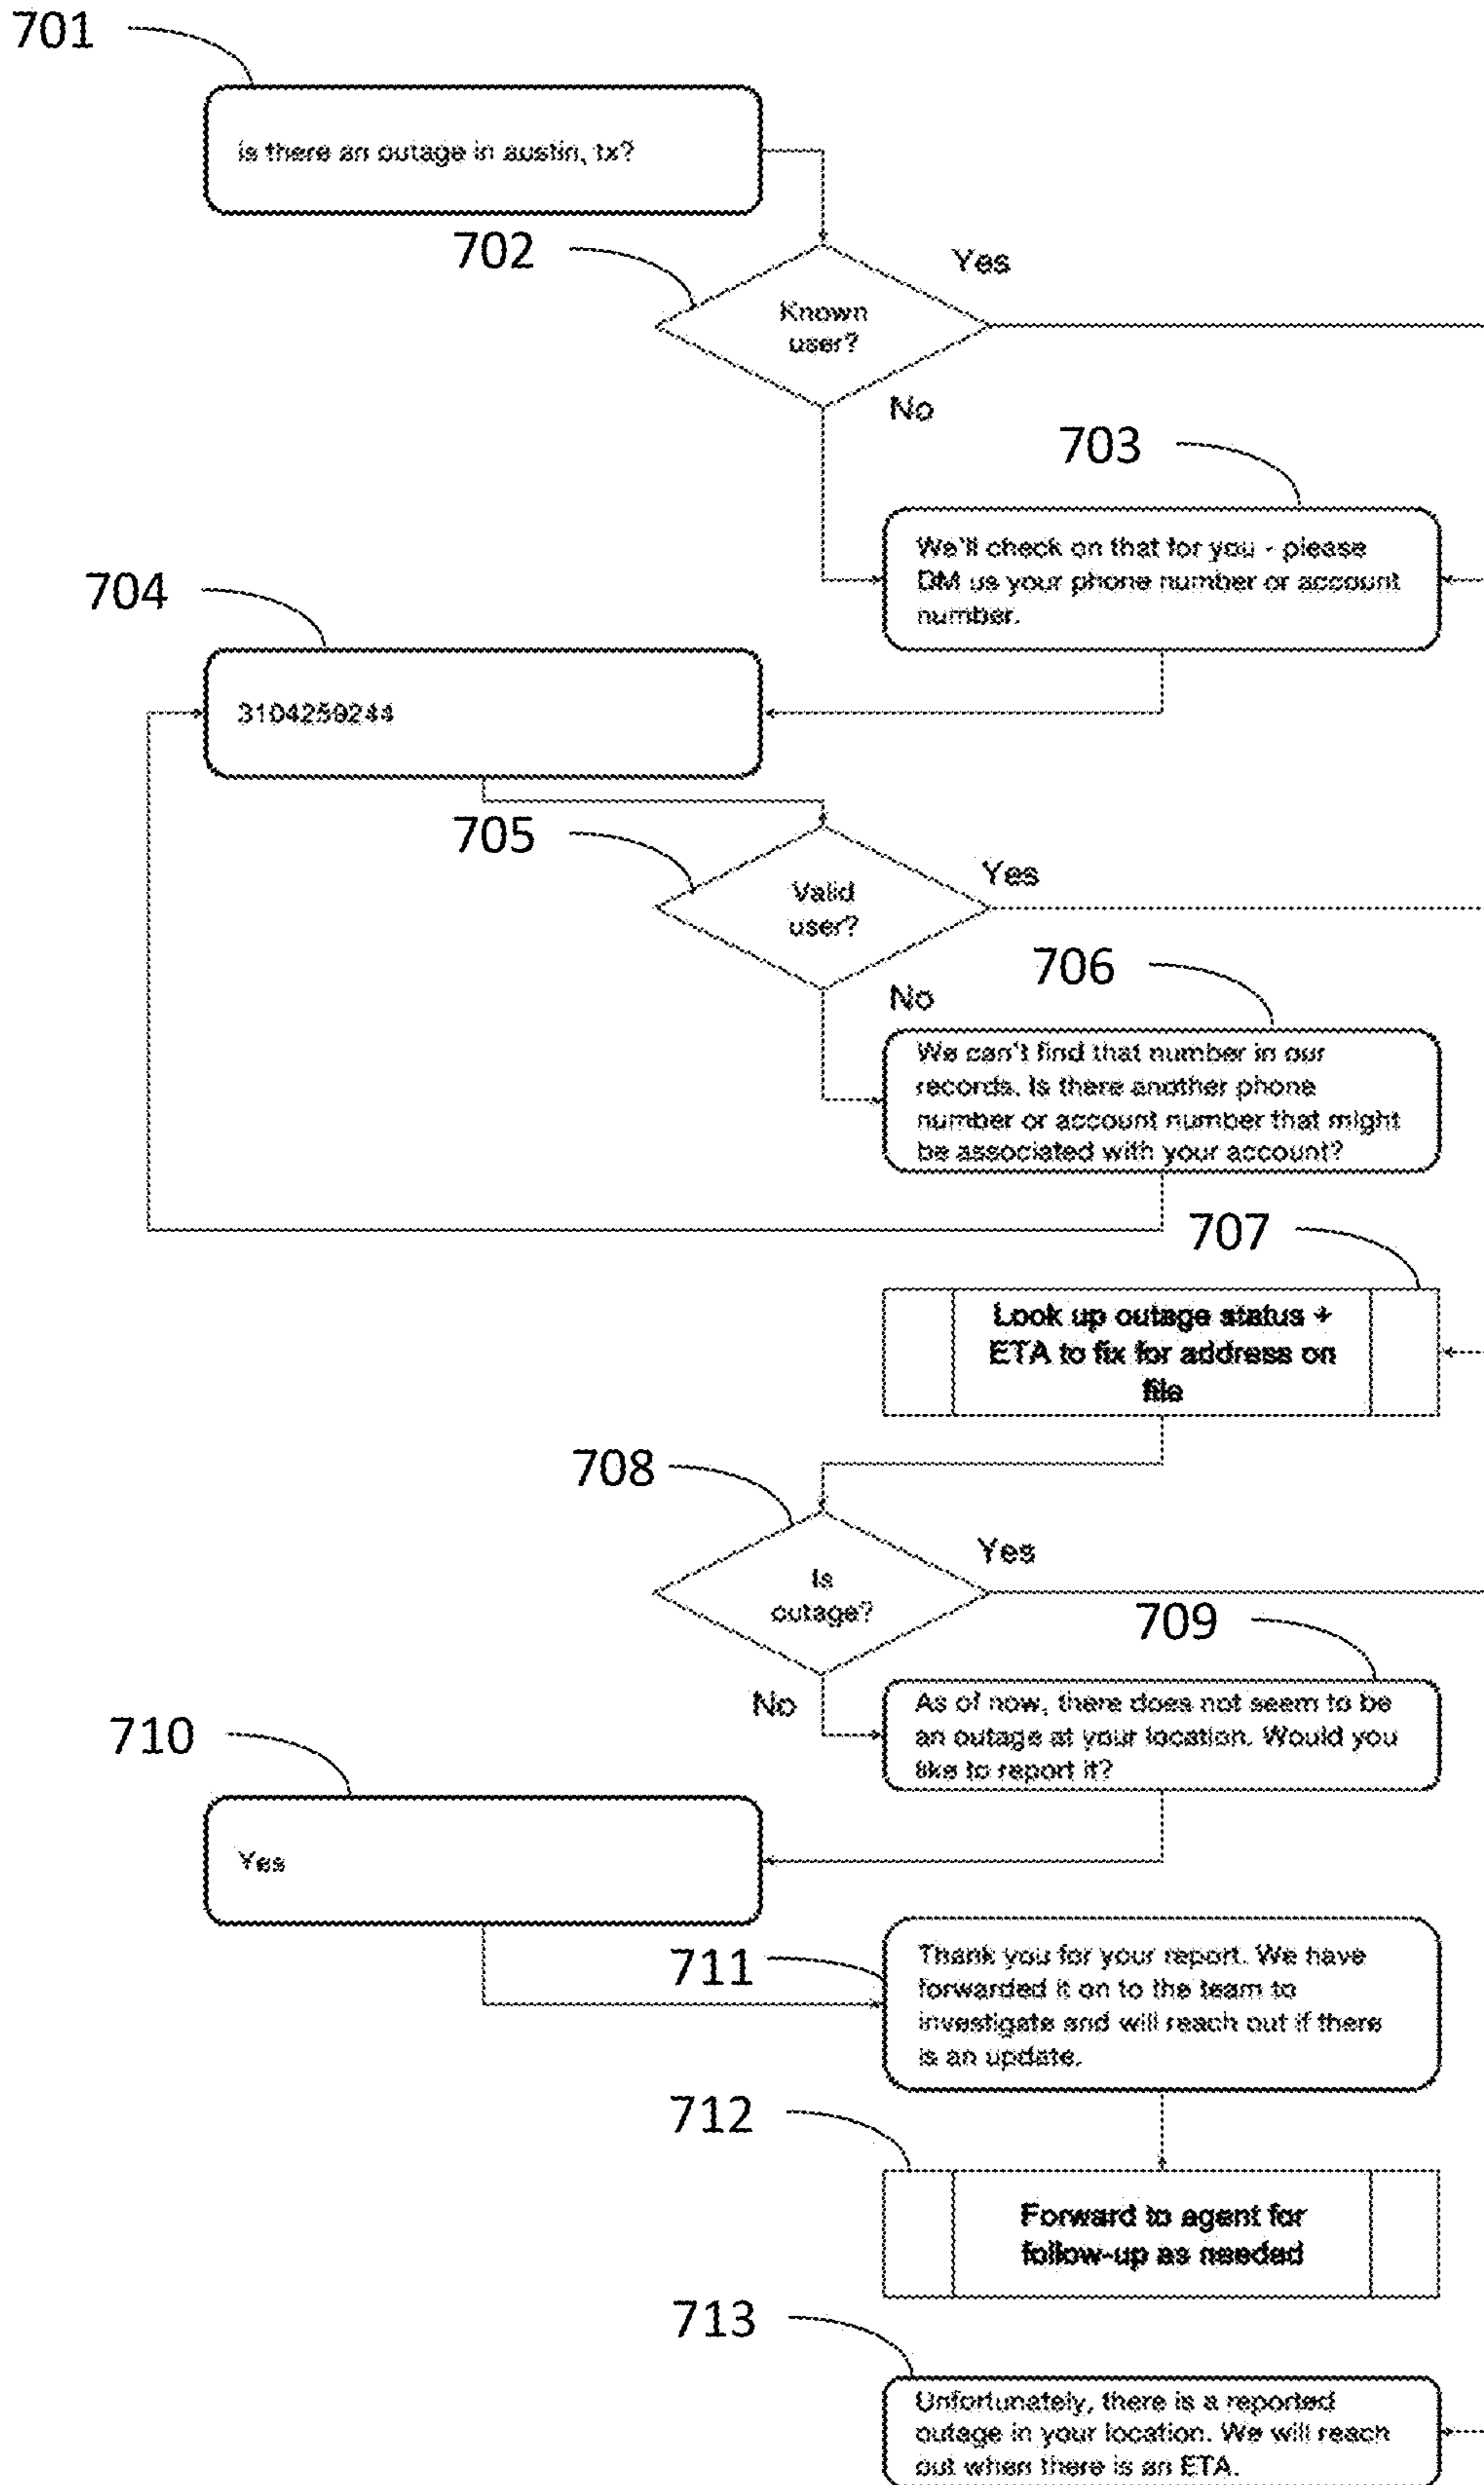 701
is there an outage in austin, tx?
702
Yes
Known
user?
No
703
We'll check on that for you - please
DM us your phone number or account
number.
704
3104259244
705
Yes
Valid
user?
706
No
We can't find that number in our
records. Is there another phone
number or account number that might
be associated with your account?
707
Look up outage status +
ETA to fix for address on
file
708
Yes
Is
outage?
709
No
As of now, there does not seem to be
an outage at your location. Would you
like to report it?
710
Yes
711
Thank you for your report. We have
forwarded it on to the team to
investigate and will reach out if there
is an update.
712
Forward to agent for
follow-up as needed
713
Unfortunately, there is a reported
outage in your location. We will reach
out when there is an ETA.